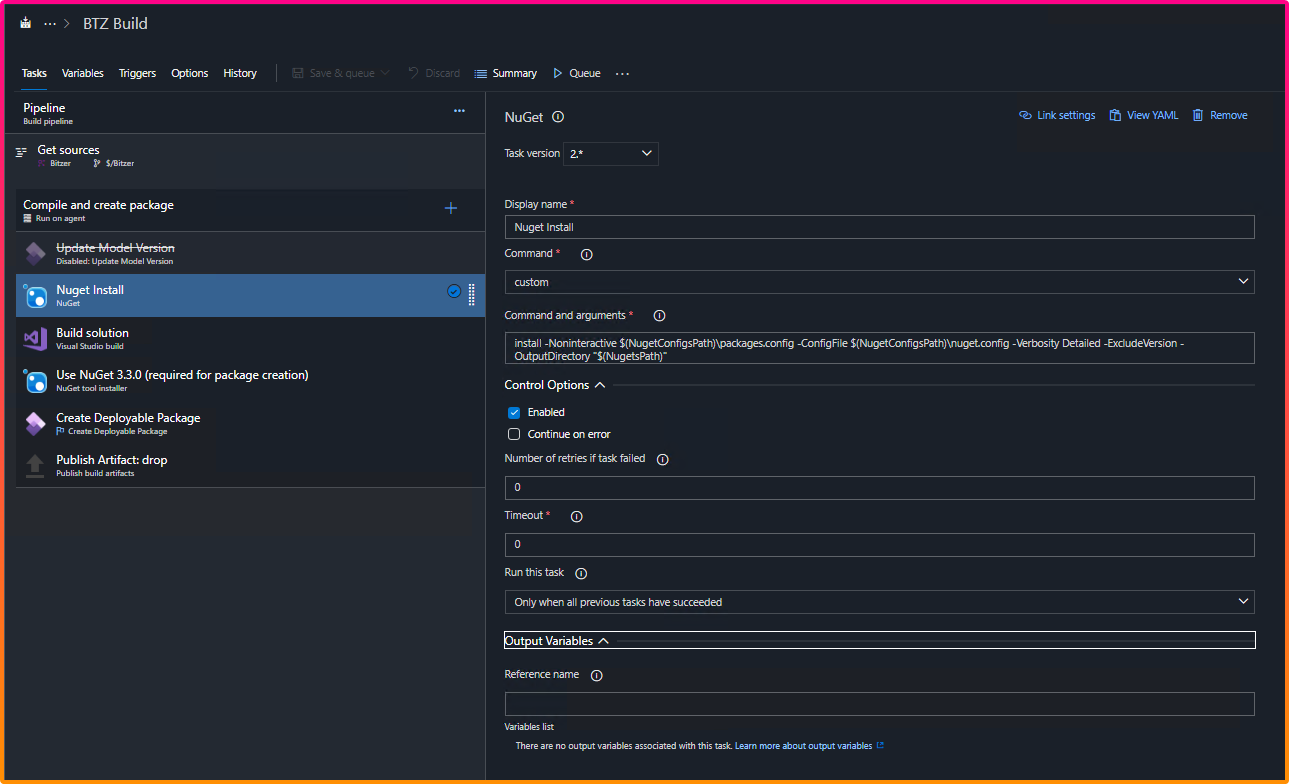 ··· > BTZ Build
Tasks Variables Triggers Options History Save & queue Discard Summary Queue ···
Pipeline ···
Build pipeline
Get sources
Bitzer $/Bitzer
Compile and create package +
Run on agent
Update Model Version
Disabled: Update Model Version
Nuget Install
NuGet
Build solution
Visual Studio build
Use NuGet 3.3.0 (required for package creation)
NuGet tool installer
Create Deployable Package
Create Deployable Package
Publish Artifact: drop
Publish build artifacts
NuGet
Link settings View YAML Remove
Task version 2.*
Display name *
Nuget Install
Command *
custom
Command and arguments *
install -Noninteractive $(NugetConfigsPath)\packages.config -ConfigFile $(NugetConfigsPath)\nuget.config -Verbosity Detailed -ExcludeVersion -
OutputDirectory "$(NugetsPath)"
Control Options
Enabled
Continue on error
Number of retries if task failed
0
Timeout *
0
Run this task
Only when all previous tasks have succeeded
Output Variables
Reference name
Variables list
There are no output variables associated with this task. Learn more about output variables